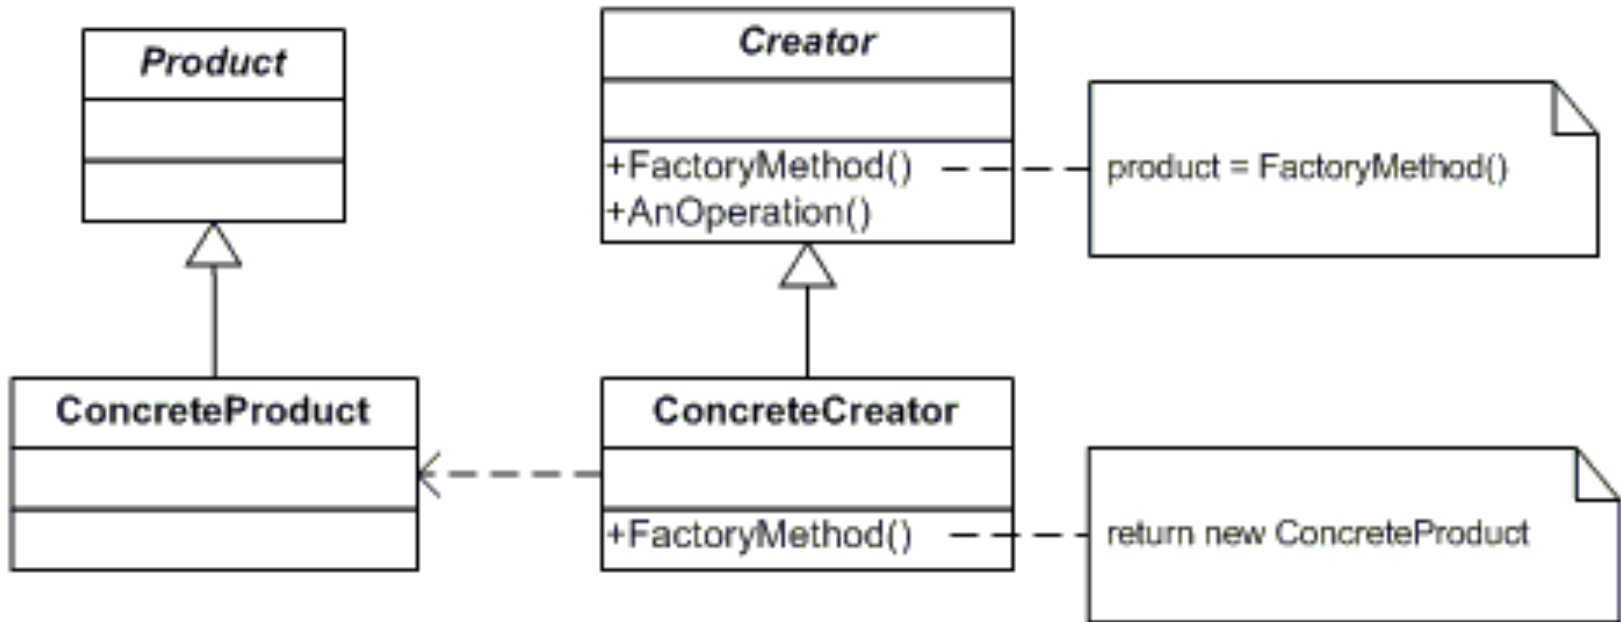 Product
Creator
+FactoryMethod()
+AnOperation()
product = FactoryMethod()
ConcreteProduct
ConcreteCreator
+FactoryMethod()
return new ConcreteProduct